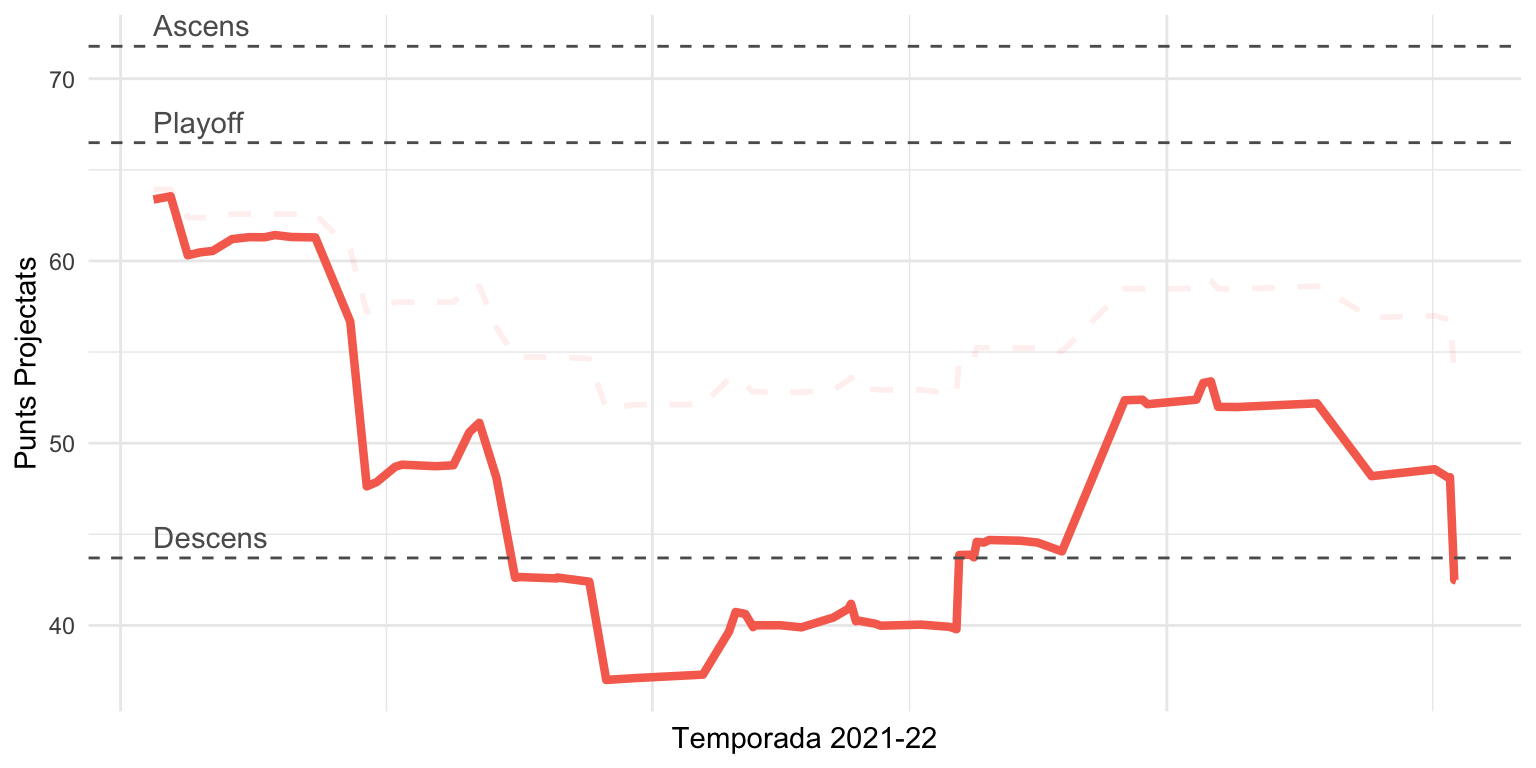 Ascens
70
Playoff
60
Punts Projectats
50
Descens
40
Temporada 2021-22